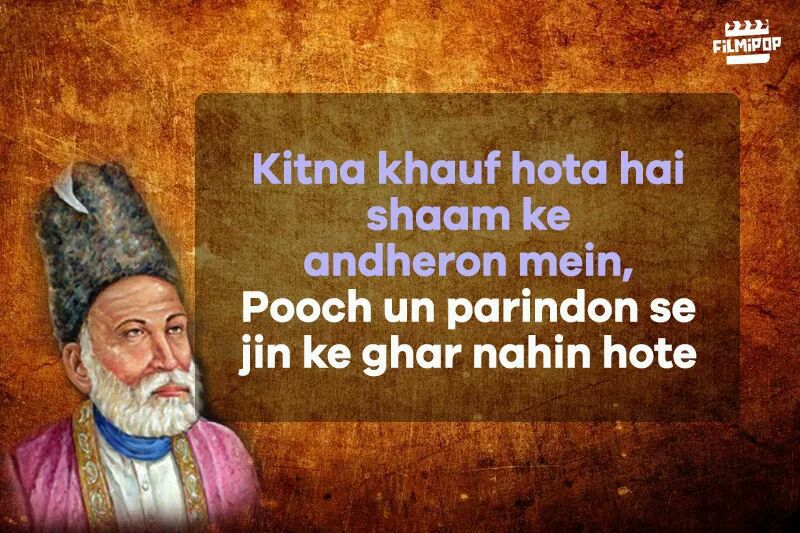 FiLMiPOP
Kitna khauf hota hai
shaam ke
andheron mein,
Pooch un parindon se
jin ke ghar nahin hote